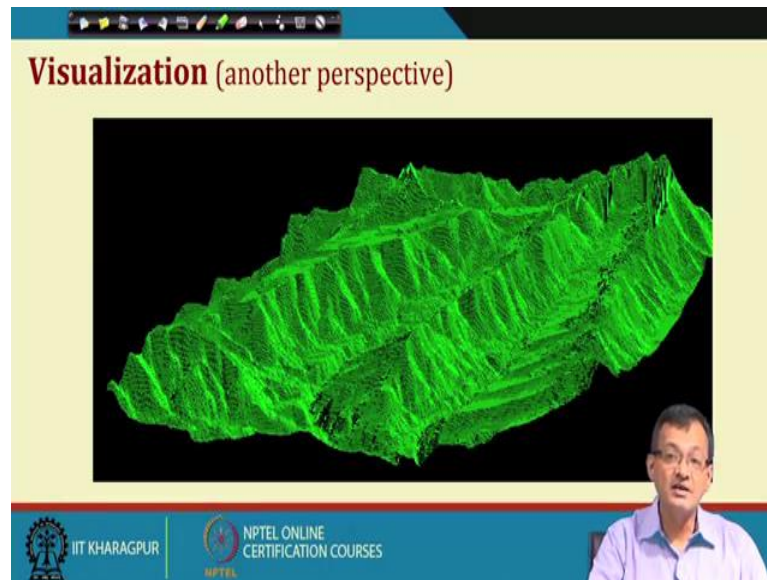 Visualization (another perspective)
IIT KHARAGPUR
NPTEL ONLINE
CERTIFICATION COURSES
NPTEL